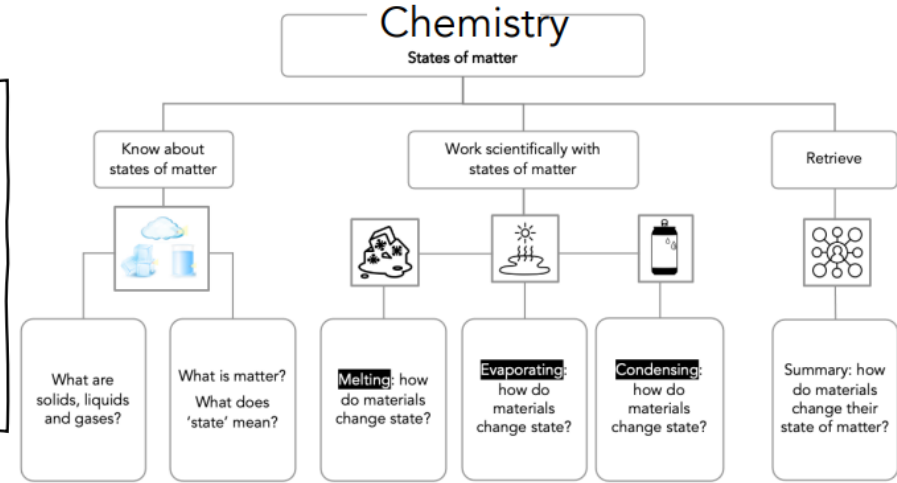 Chemistry
States of matter
Know about
states of matter
Work scientifically with
states of matter
Retrieve
What are
solids, liquids
and gases?
What is matter?
What does
‘state’ mean?
Melting: how
do materials
change state?
Evaporating:
how do
materials
change state?
Condensing:
how do
materials
change state?
Summary: how
do materials
change their
state of matter?